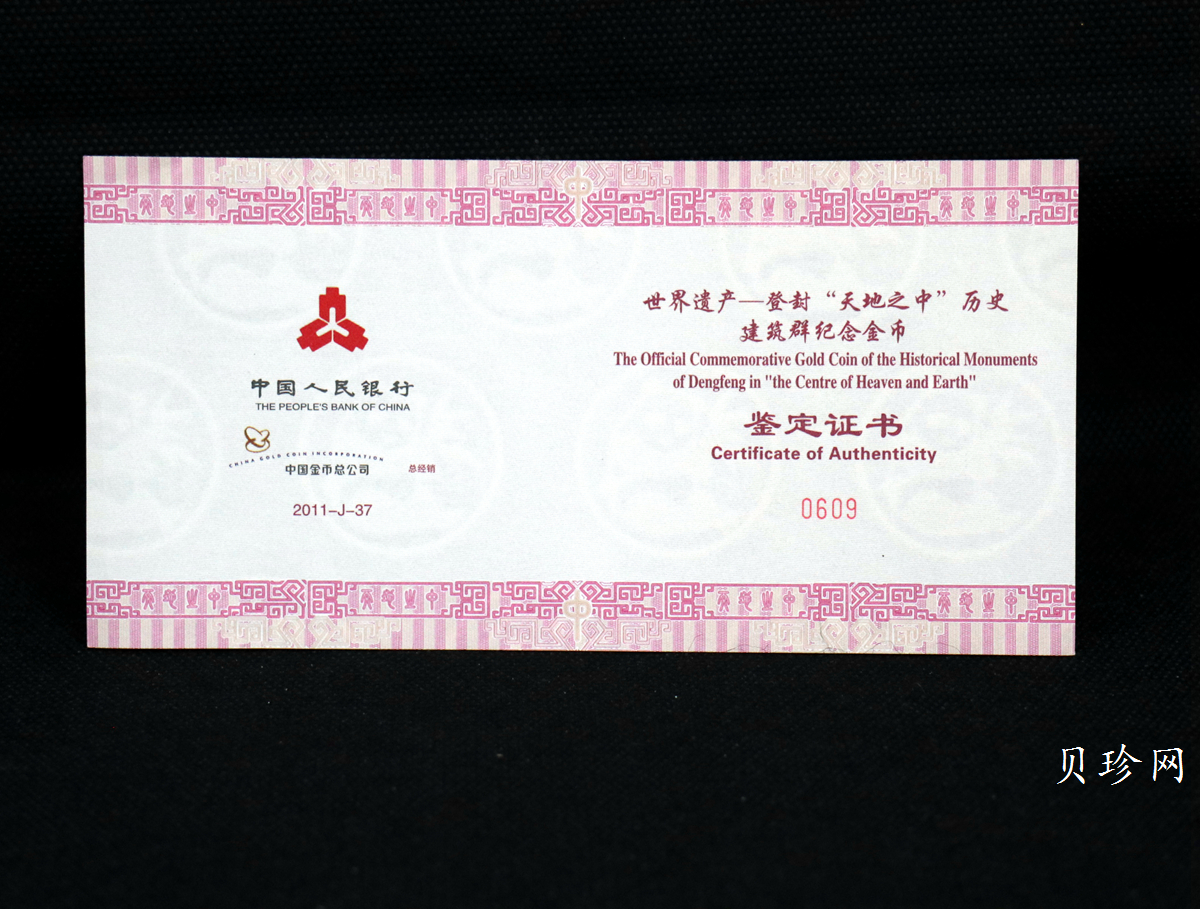 中国人民银行
THE PEOPLE'S BANK OF CHINA
CHINA GOLD COIN INCORPORATION
中国金币总公司 总经销
2011-J-37
世界遗产—登封“天地之中”历史
建筑群纪念金币
The Official Commemorative Gold Coin of the Historical Monuments
of Dengfeng in "the Centre of Heaven and Earth"
鉴定证书
Certificate of Authenticity
0609
贝珍网